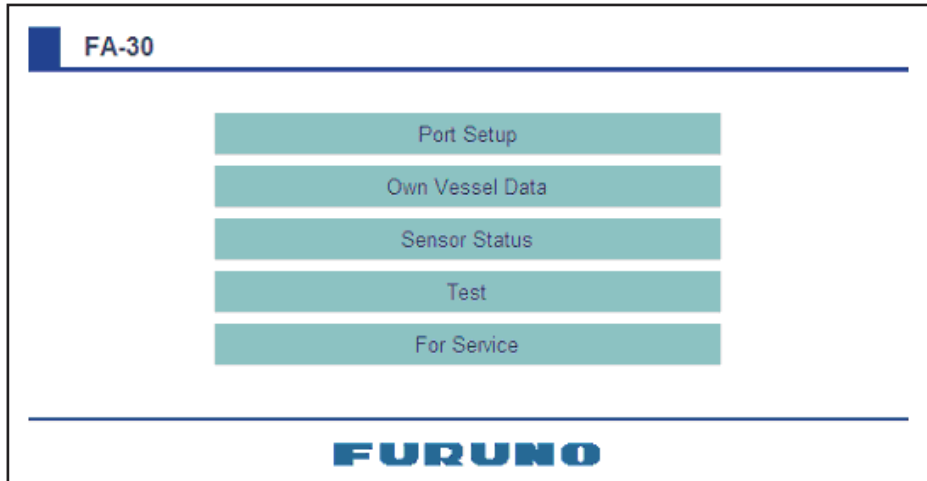 FA-30
Port Setup
Own Vessel Data
Sensor Status
Test
For Service
FURUNO